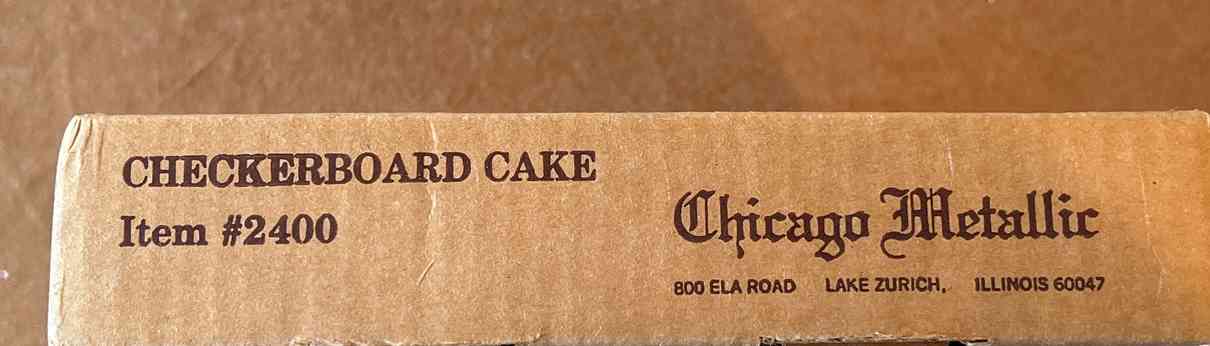 CHECKERBOARD CAKE
Item #2400
Chicago Metallic
800 ELA ROAD LAKE ZURICH, ILLINOIS 60047